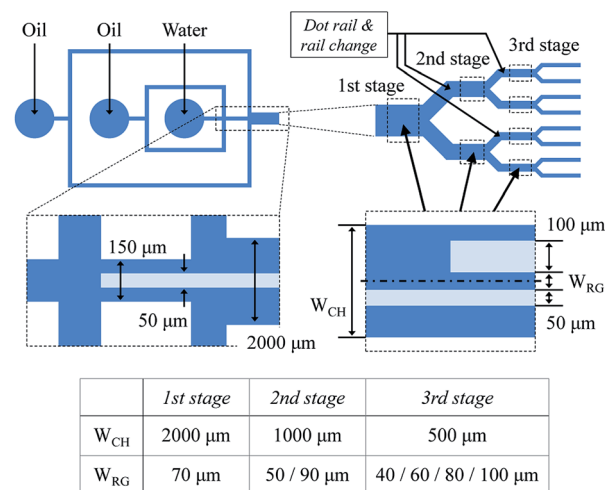 Oil
Oil
Water
Dot rail &
rail change
1st stage
2nd stage
3rd stage
150 μm
50 μm
2000 μm
W_CH
100 μm
W_RG
50 μm
1st stage 2nd stage 3rd stage
W_CH 2000 μm 1000 μm 500 μm
W_RG 70 μm 50 / 90 μm 40 / 60 / 80 / 100 μm